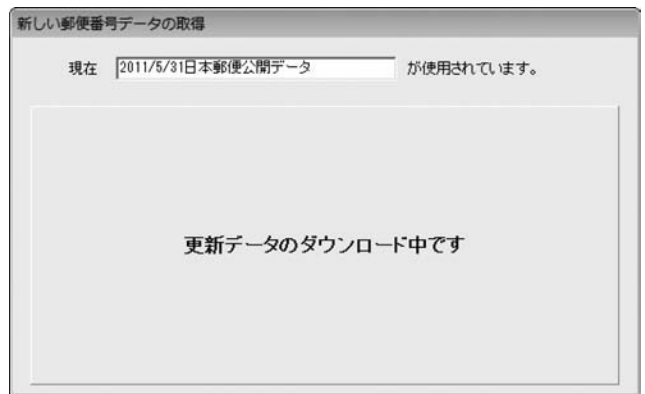 新しい郵便番号データの取得
現在 2011/5/31日本郵便公開データ が使用されています。
更新データのダウンロード中です